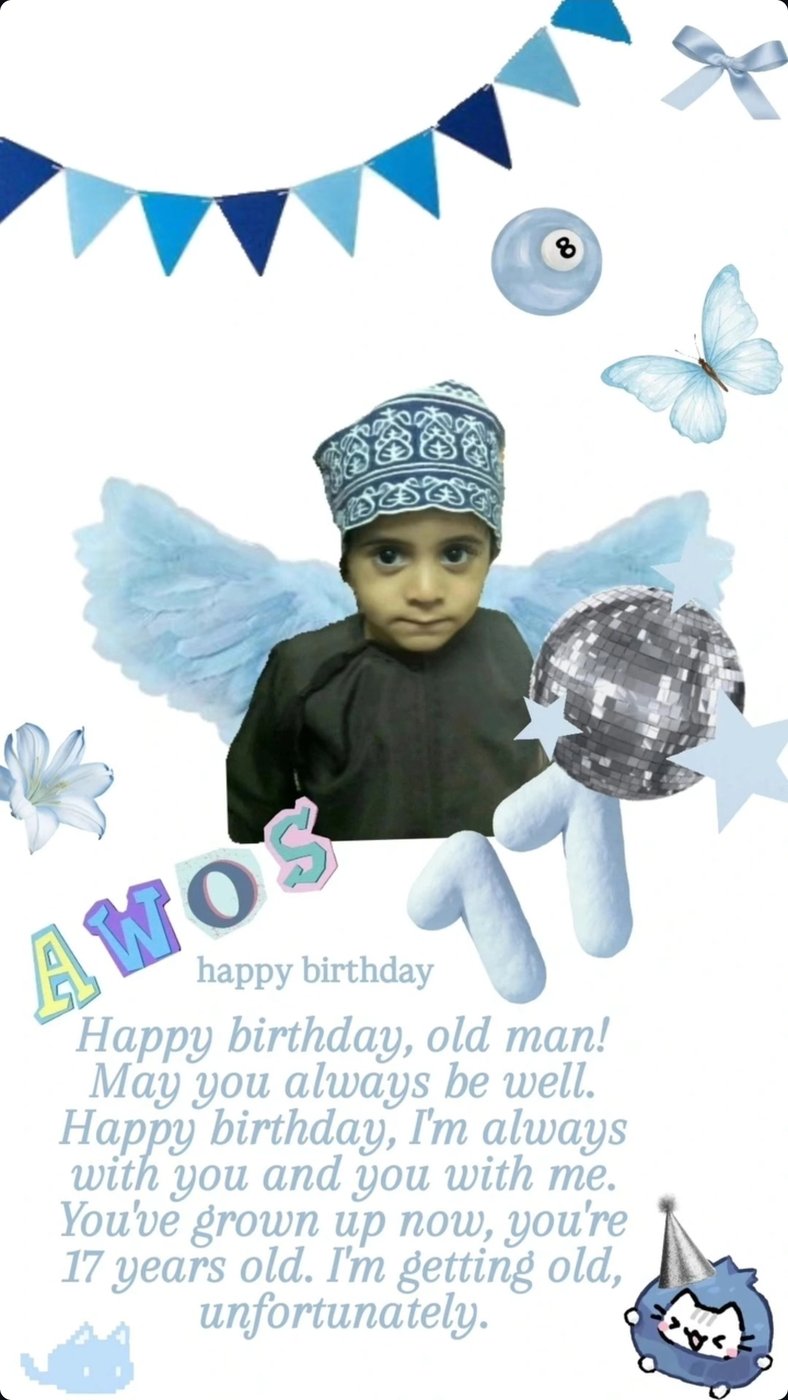 8
AWOS
happy birthday
Happy birthday, old man!
May you always be well.
Happy birthday, I'm always
with you and you with me.
You've grown up now, you're
17 years old. I'm getting old,
unfortunately.